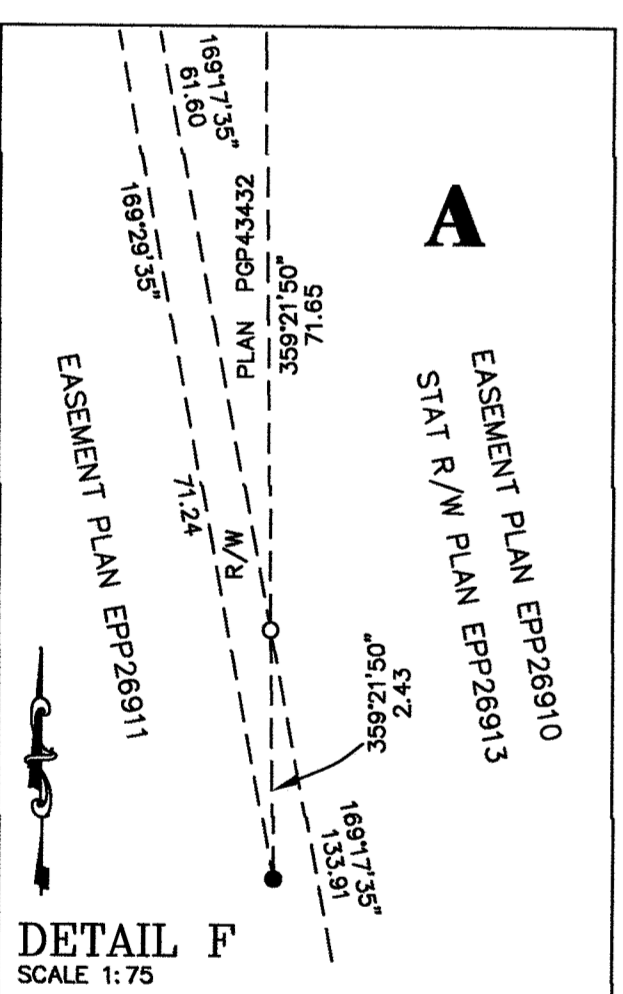 169°17'35"
61.60
169°29'35"
PLAN PGP43432
359°21'50"
71.65
A
EASEMENT PLAN EPP26910
STAT R/W PLAN EPP26913
EASEMENT PLAN EPP26911
71.24
R/W
359°21'50"
2.43
169°17'35"
133.91
DETAIL F
SCALE 1:75